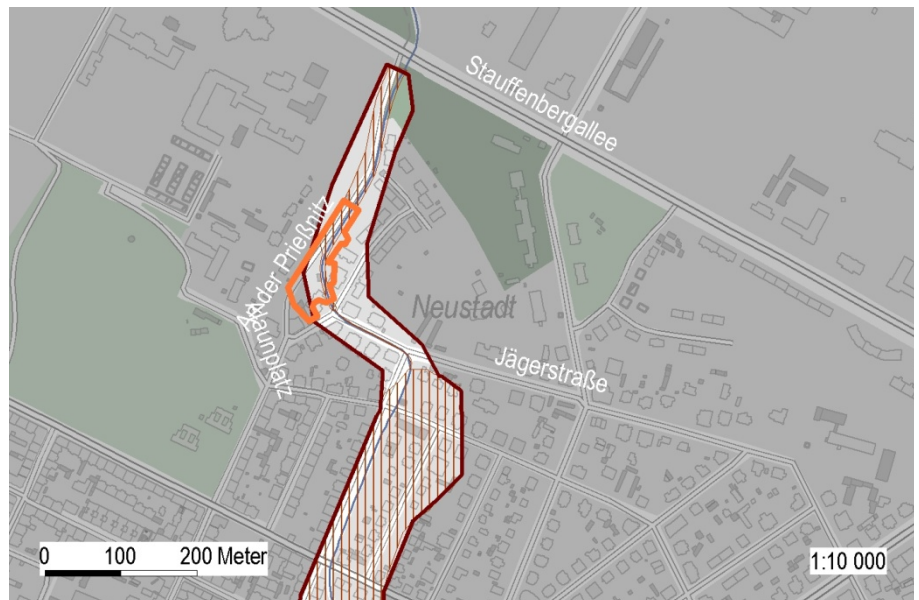 Stauffenbergallee
An der Prießnitz
Alaunplatz
Neustadt
Jägerstraße
0 100 200 Meter
1:10 000